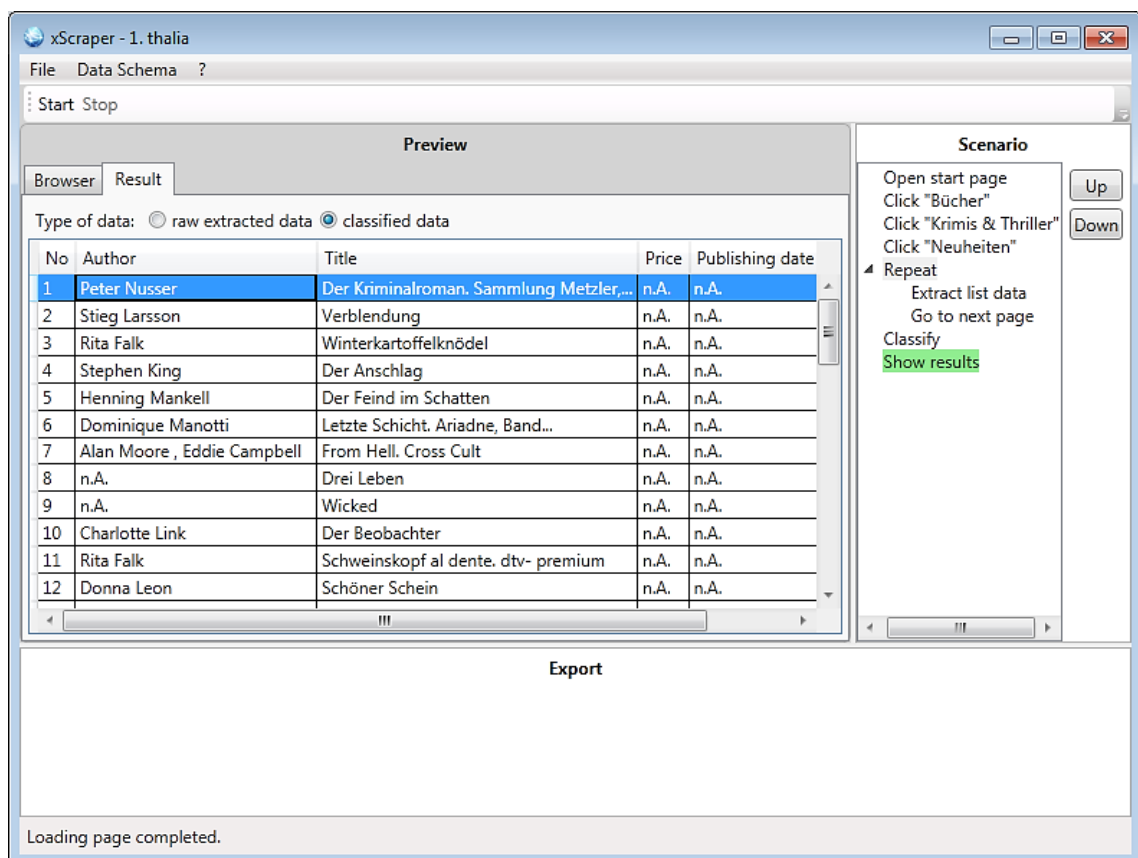 xScraper - 1. thalia
File Data Schema ?
Start Stop
Preview
Browser Result
Type of data: raw extracted data classified data
No Author Title Price Publishing date
1 Peter Nusser Der Kriminalroman. Sammlung Metzler,... n.A. n.A.
2 Stieg Larsson Verblendung n.A. n.A.
3 Rita Falk Winterkartoffelknödel n.A. n.A.
4 Stephen King Der Anschlag n.A. n.A.
5 Henning Mankell Der Feind im Schatten n.A. n.A.
6 Dominique Manotti Letzte Schicht. Ariadne, Band... n.A. n.A.
7 Alan Moore , Eddie Campbell From Hell. Cross Cult n.A. n.A.
8 n.A. Drei Leben n.A. n.A.
9 n.A. Wicked n.A. n.A.
10 Charlotte Link Der Beobachter n.A. n.A.
11 Rita Falk Schweinskopf al dente. dtv- premium n.A. n.A.
12 Donna Leon Schöner Schein n.A. n.A.
Scenario
Open start page
Click "Bücher"
Click "Krimis & Thriller"
Click "Neuheiten"
Repeat
Extract list data
Go to next page
Classify
Show results
Up
Down
Export
Loading page completed.